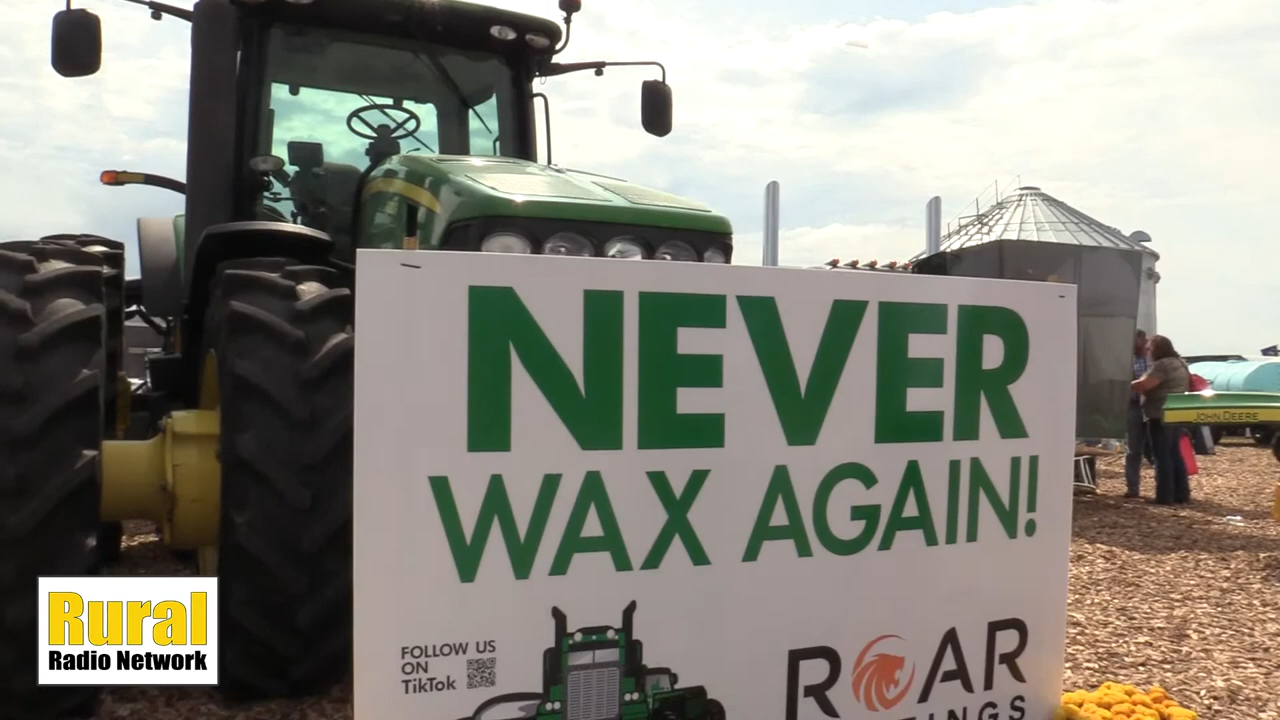 NEVER
WAX AGAIN!
FOLLOW US
ON
TikTok
ROAR
JOHN DEERE
Rural
Radio Network